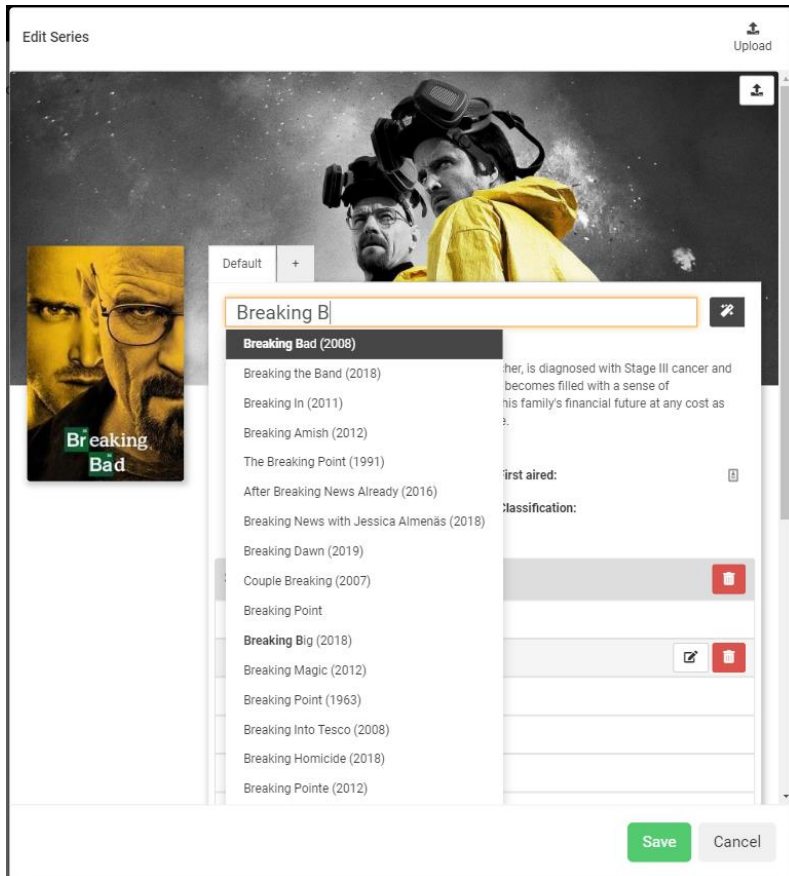 Edit Series
Upload
Default +
Breaking B
Breaking Bad (2008)
Breaking the Band (2018)
Breaking In (2011)
Breaking Amish (2012)
The Breaking Point (1991)
After Breaking News Already (2016)
Breaking News with Jessica Almenäs (2018)
Breaking Dawn (2019)
Couple Breaking (2007)
Breaking Point
Breaking Big (2018)
Breaking Magic (2012)
Breaking Point (1963)
Breaking Into Tesco (2008)
Breaking Homicide (2018)
Breaking Pointe (2012)
is diagnosed with Stage III cancer and
becomes filled with a sense of
his family's financial future at any cost as
First aired:
Classification:
Breaking
Bad
Save Cancel